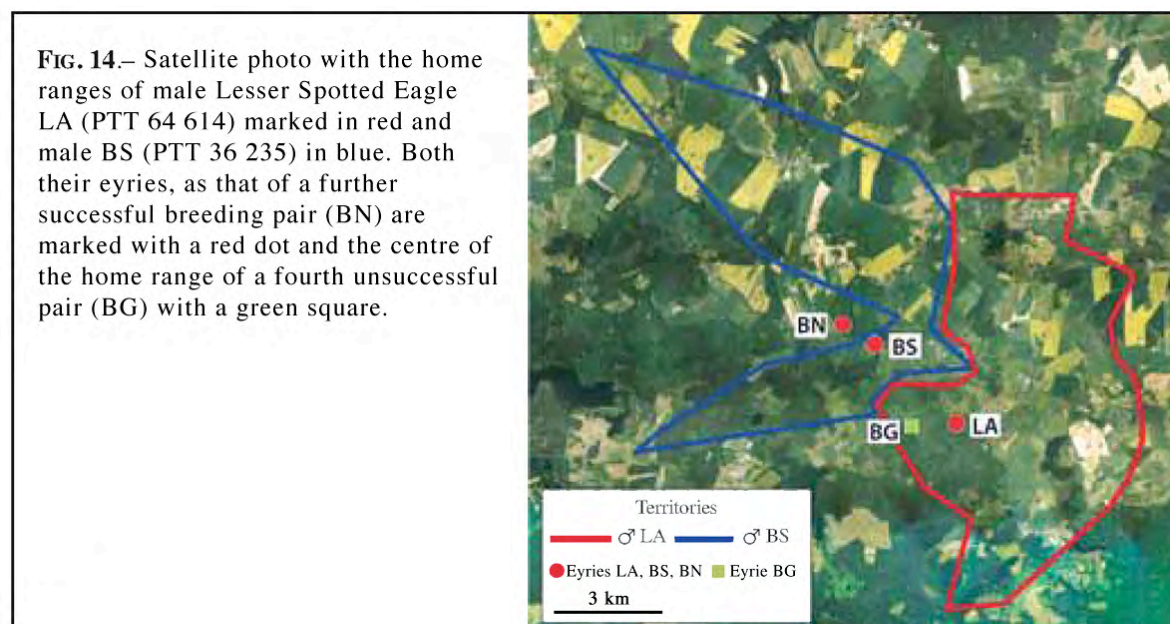 FIG. 14.– Satellite photo with the home
ranges of male Lesser Spotted Eagle
LA (PTT 64 614) marked in red and
male BS (PTT 36 235) in blue. Both
their eyries, as that of a further
successful breeding pair (BN) are
marked with a red dot and the centre of
the home range of a fourth unsuccessful
pair (BG) with a green square.
BN
BS
BG
LA
Territories
♂ LA ♂ BS
Eyries LA, BS, BN Eyrie BG
3 km